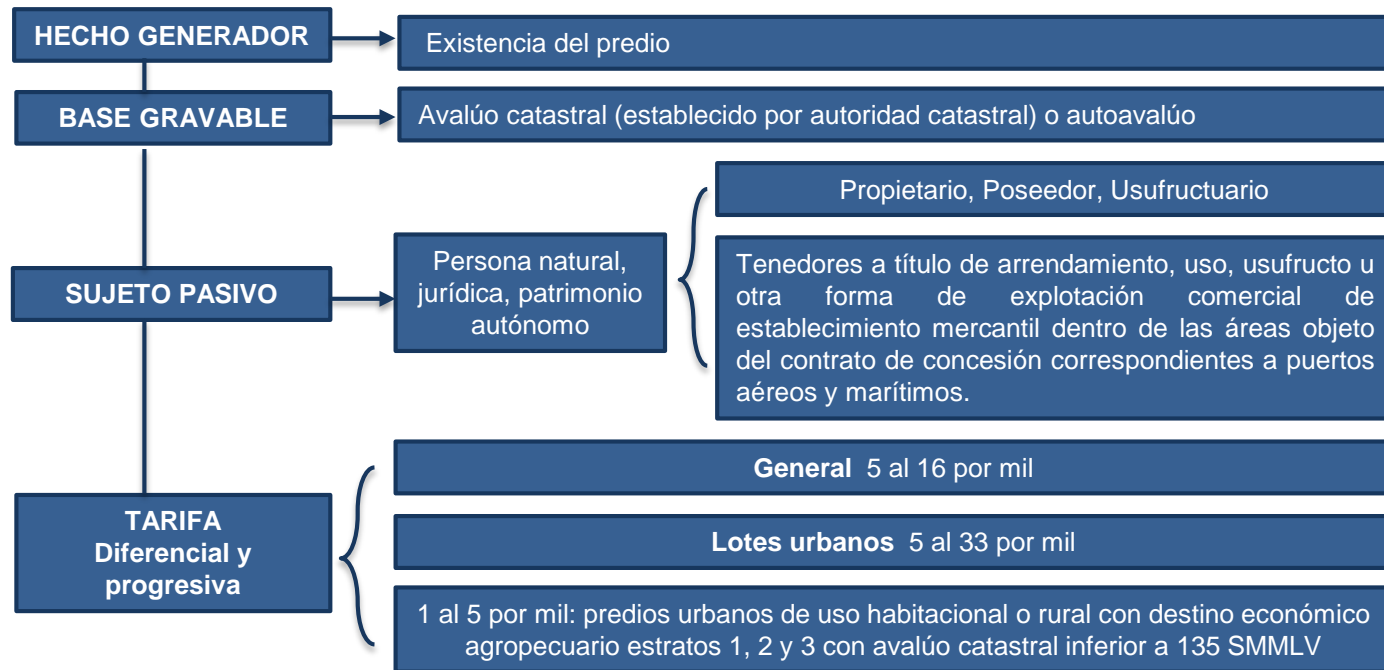 HECHO GENERADOR
Existencia del predio
BASE GRAVABLE
Avalúo catastral (establecido por autoridad catastral) o autoavalúo
SUJETO PASIVO
Persona natural,
jurídica, patrimonio
autónomo
Propietario, Poseedor, Usufructuario
Tenedores a título de arrendamiento, uso, usufructo u
otra forma de explotación comercial de
establecimiento mercantil dentro de las áreas objeto
del contrato de concesión correspondientes a puertos
aéreos y marítimos.
TARIFA
Diferencial y
progresiva
General 5 al 16 por mil
Lotes urbanos 5 al 33 por mil
1 al 5 por mil: predios urbanos de uso habitacional o rural con destino económico
agropecuario estratos 1, 2 y 3 con avalúo catastral inferior a 135 SMMLV